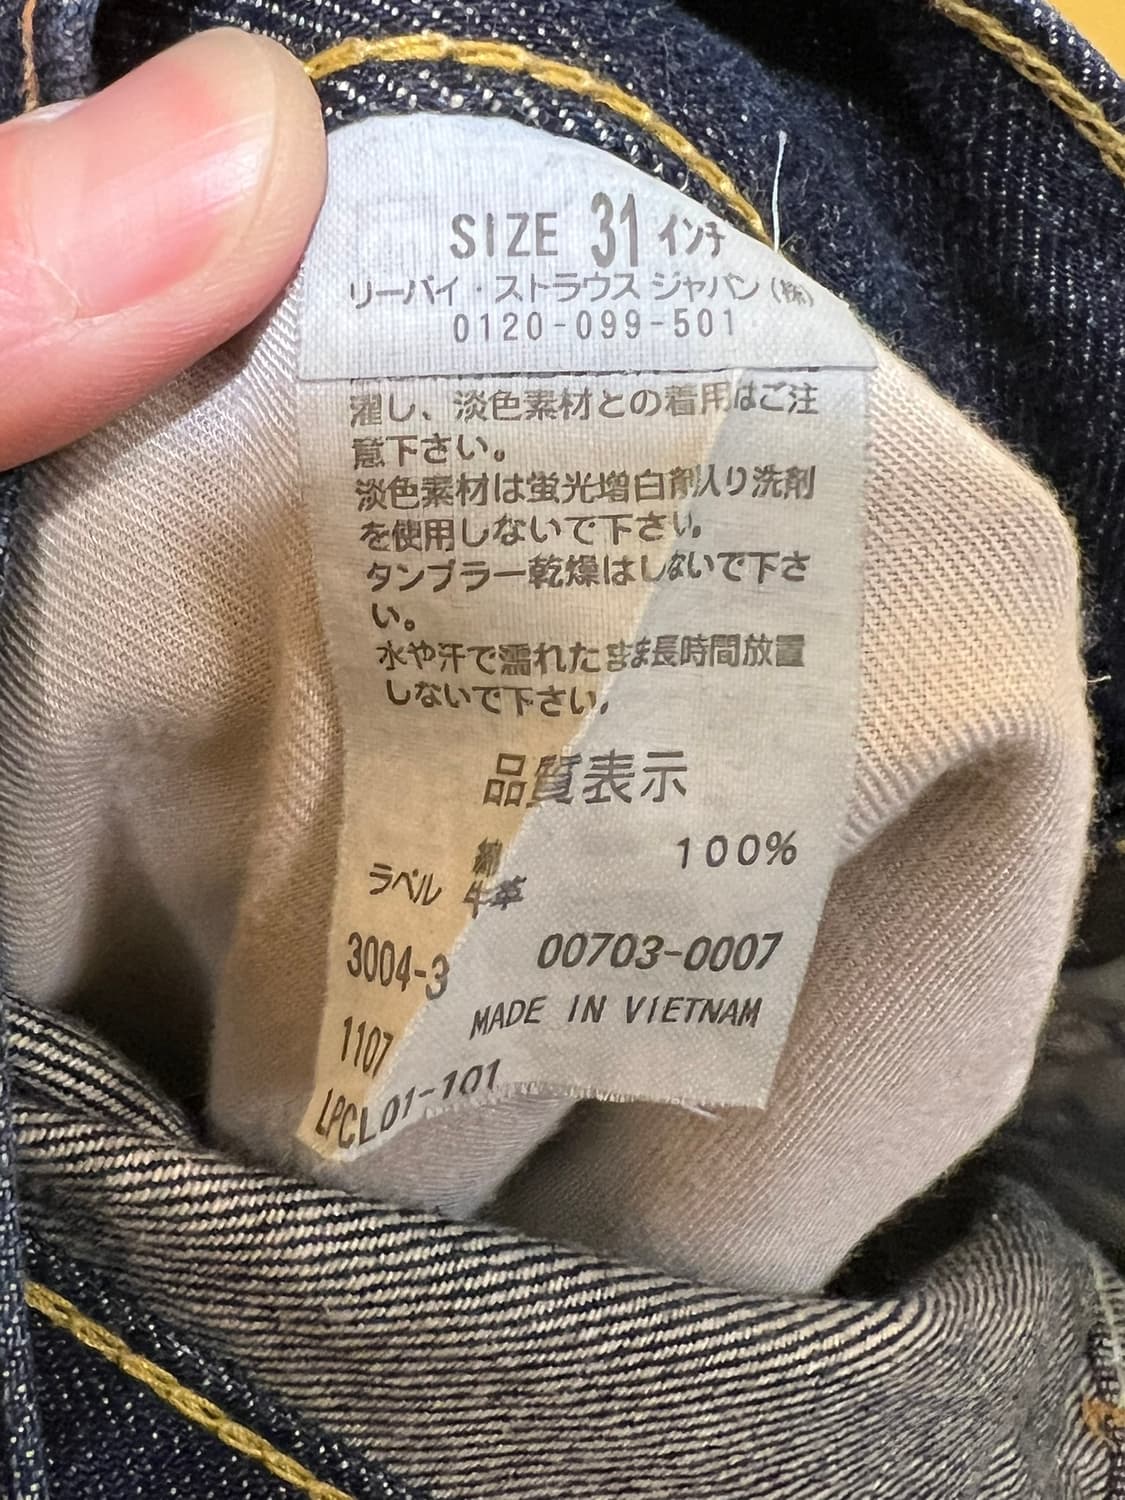 SIZE 31 インチ
リーバイ・ストラウス ジャパン(株)
0120-099-501
濯し、淡色素材との着用はご注
意下さい。
淡色素材は蛍光増白剤入り洗剤
を使用しないで下さい。
タンブラー乾燥はしないで下さ
い。
水や汗で濡れたまま長時間放置
しないで下さい。
品質表示
綿 100%
ラベル 牛革
3004-3 00703-0007
1107 MADE IN VIETNAM
LPCL01-101